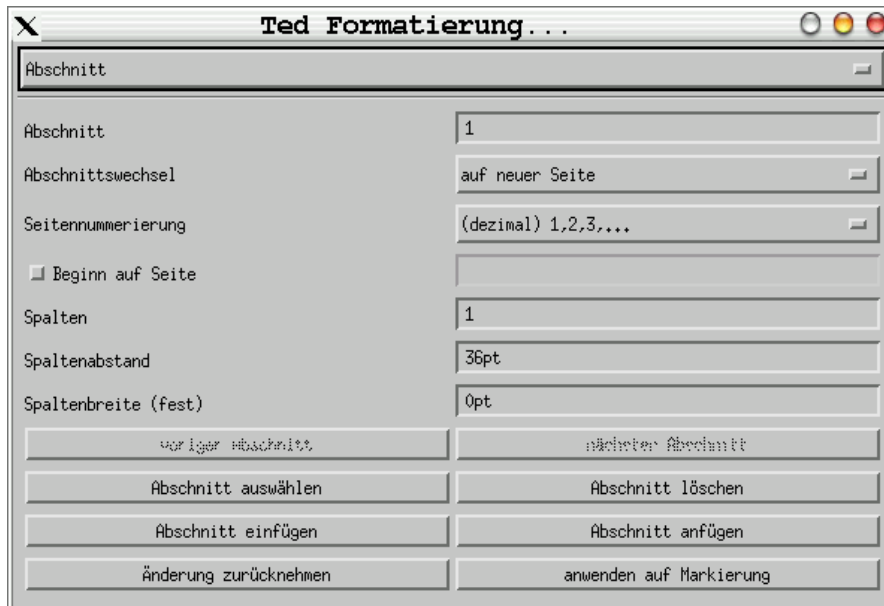 Ted Formatierung...
Abschnitt
Abschnitt 1
Abschnittswechsel auf neuer Seite
Seitennummerierung (dezimal) 1,2,3,...
Beginn auf Seite
Spalten 1
Spaltenabstand 36pt
Spaltenbreite (fest) 0pt
voriger Abschnitt nächster Abschnitt
Abschnitt auswählen Abschnitt löschen
Abschnitt einfügen Abschnitt anfügen
Änderung zurücknehmen anwenden auf Markierung